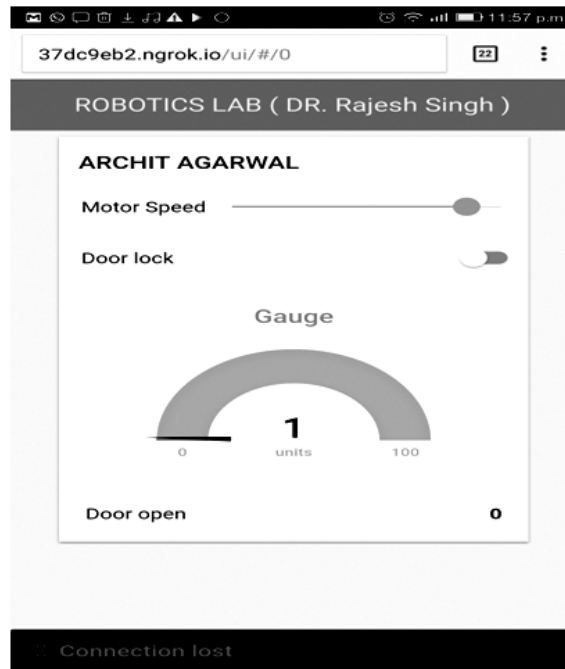 11:57 p.m
37dc9eb2.ngrok.io/ui/#/0
22
ROBOTICS LAB ( DR. Rajesh Singh )
ARCHIT AGARWAL
Motor Speed
Door lock
Gauge
1
0 units 100
Door open 0
Connection lost